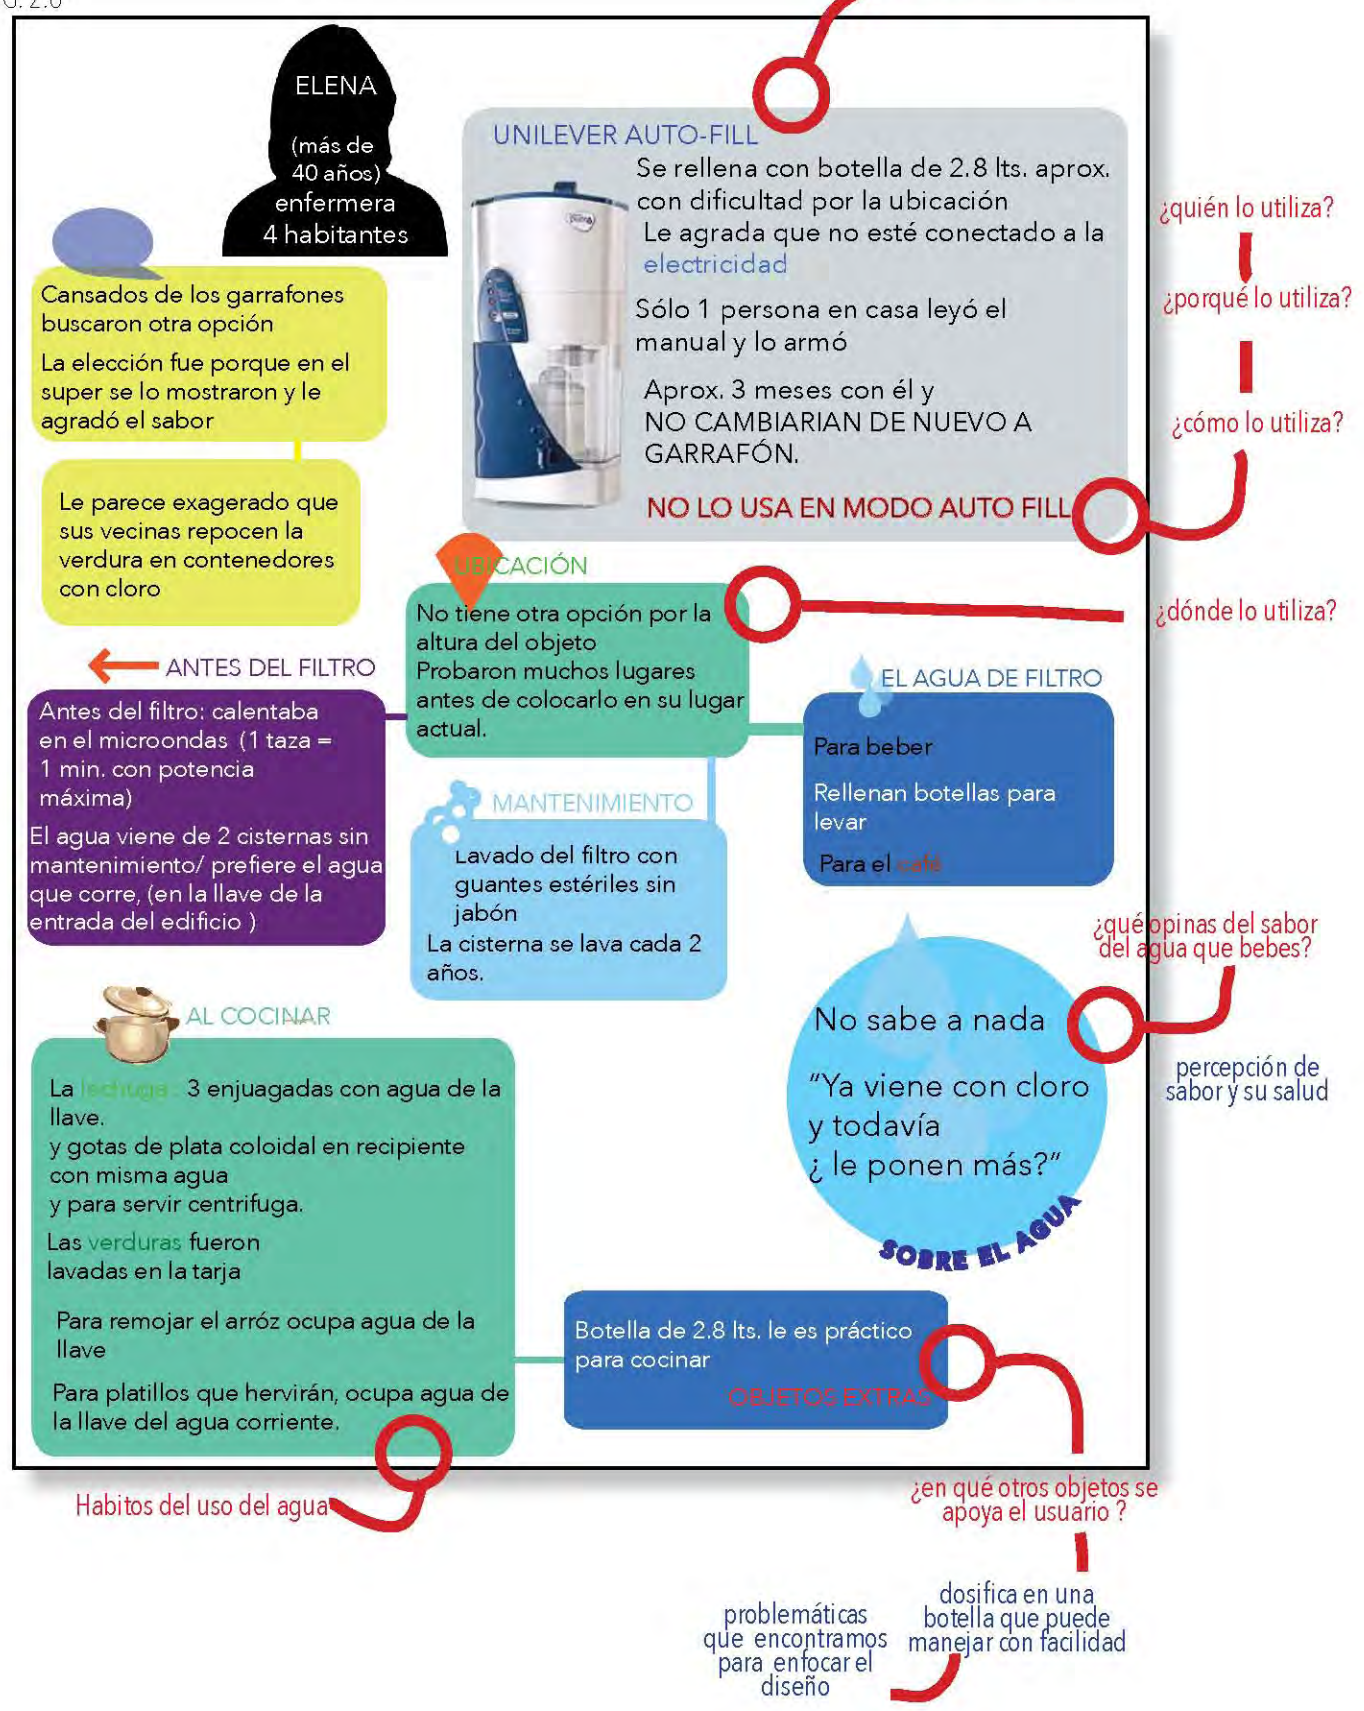 G. 2.6
ELENA
(más de
40 años)
enfermera
4 habitantes
UNILEVER AUTO-FILL
Se rellena con botella de 2.8 lts. aprox.
con dificultad por la ubicación
Le agrada que no esté conectado a la
electricidad
Sólo 1 persona en casa leyó el
manual y lo armó
Aprox. 3 meses con él y
NO CAMBIARIAN DE NUEVO A
GARRAFÓN.
NO LO USA EN MODO AUTO FILL
¿quién lo utiliza?
¿porqué lo utiliza?
¿cómo lo utiliza?
Cansados de los garrafones
buscaron otra opción
La elección fue porque en el
super se lo mostraron y le
agradó el sabor
Le parece exagerado que
sus vecinas repocen la
verdura en contenedores
con cloro
UBICACIÓN
No tiene otra opción por la
altura del objeto
Probaron muchos lugares
antes de colocarlo en su lugar
actual.
¿dónde lo utiliza?
ANTES DEL FILTRO
Antes del filtro: calentaba
en el microondas (1 taza =
1 min. con potencia
máxima)
El agua viene de 2 cisternas sin
mantenimiento/ prefiere el agua
que corre, (en la llave de la
entrada del edificio )
EL AGUA DE FILTRO
Para beber
Rellenan botellas para
levar
Para el café
MANTENIMIENTO
Lavado del filtro con
guantes estériles sin
jabón
La cisterna se lava cada 2
años.
¿qué opinas del sabor
del agua que bebes?
No sabe a nada
"Ya viene con cloro
y todavía
¿ le ponen más?"
SOBRE EL AGUA
percepción de
sabor y su salud
AL COCINAR
La lechuga : 3 enjuagadas con agua de la
llave.
y gotas de plata coloidal en recipiente
con misma agua
y para servir centrifuga.
Las verduras fueron
lavadas en la tarja
Para remojar el arróz ocupa agua de la
llave
Para platillos que hervirán, ocupa agua de
la llave del agua corriente.
Botella de 2.8 lts. le es práctico
para cocinar
OBJETOS EXTRAS
Habitos del uso del agua
¿en qué otros objetos se
apoya el usuario ?
dosifica en una
botella que puede
manejar con facilidad
problemáticas
que encontramos
para enfocar el
diseño